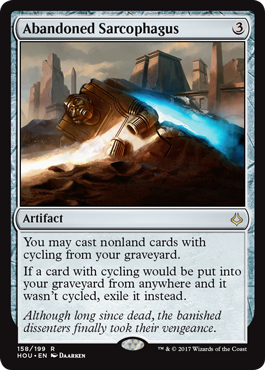 Abandoned Sarcophagus 3
Artifact
You may cast nonland cards with
cycling from your graveyard.
If a card with cycling would be put into
your graveyard from anywhere and it
wasn't cycled, exile it instead.
Although long since dead, the banished
dissenters finally took their vengeance.
158/199 R
HOU • EN DAARKEN
™ & © 2017 Wizards of the Coast